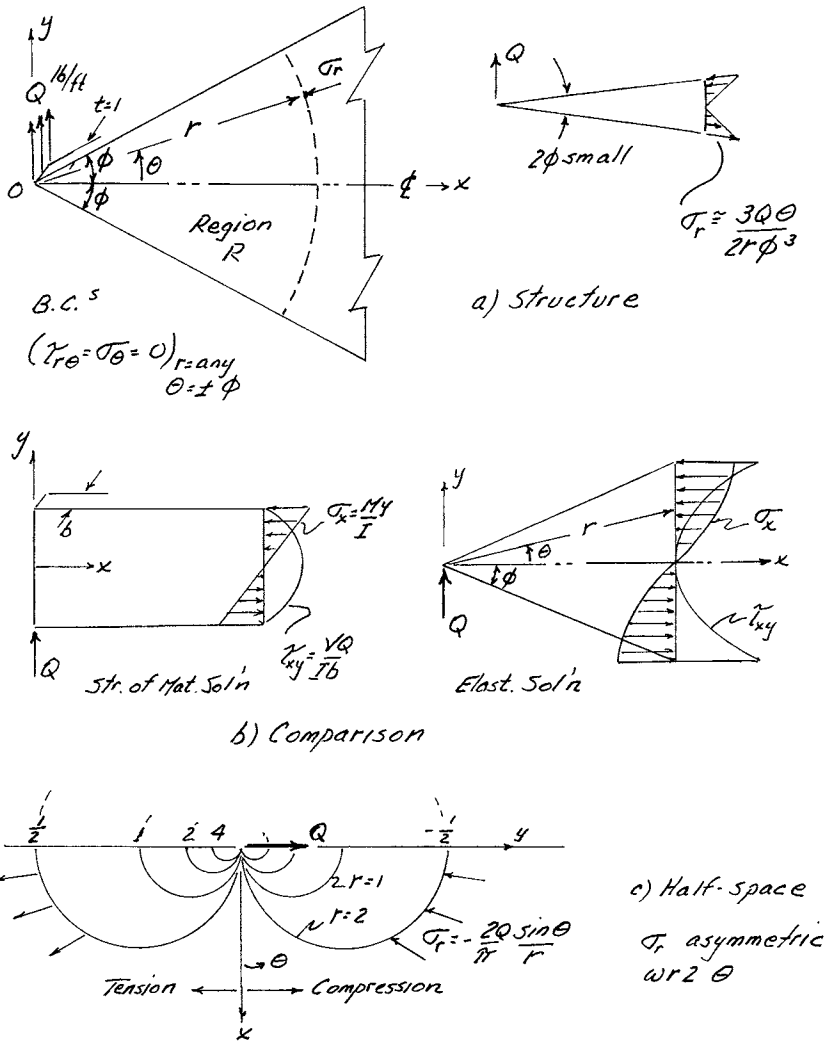 y
Q lb/ft
t=1
σr
r
ϕ
θ
O
ϕ
℄ → x
Region
R
B.C.s
(τrθ = σθ = 0) r=any
θ=±ϕ
Q
2ϕ small
σr ≅ 3Qθ / 2rϕ³
a) Structure
y
b
x
Q
σx = My / I
τxy = VQ / Ib
Str. of Mat. Sol'n
y
r
θ
ϕ
Q
σx
x
τxy
Elast. Sol'n
b) Comparison
1/2
1
2
4
Q
-1/2
y
r=1
r=2
σr = - 2Q/π sinθ/r
θ
Tension ← → Compression
x
c) Half-space
σr asymmetric
wr2 θ